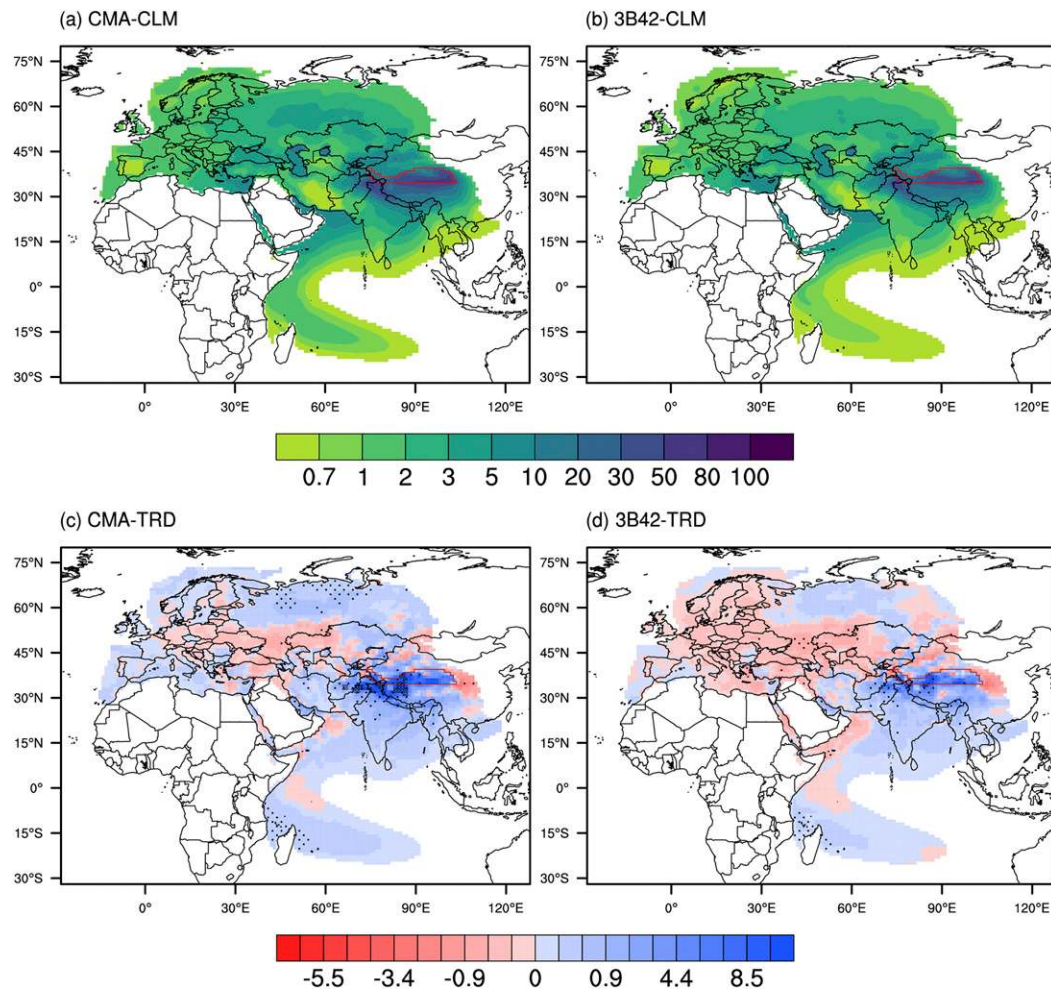 (a) CMA-CLM
(b) 3B42-CLM
75°N
60°N
45°N
30°N
15°N
0°
15°S
30°S
0° 30°E 60°E 90°E 120°E
75°N
60°N
45°N
30°N
15°N
0°
15°S
30°S
0° 30°E 60°E 90°E 120°E
0.7 1 2 3 5 10 20 30 50 80 100
(c) CMA-TRD
(d) 3B42-TRD
75°N
60°N
45°N
30°N
15°N
0°
15°S
30°S
0° 30°E 60°E 90°E 120°E
75°N
60°N
45°N
30°N
15°N
0°
15°S
30°S
0° 30°E 60°E 90°E 120°E
-5.5 -3.4 -0.9 0 0.9 4.4 8.5